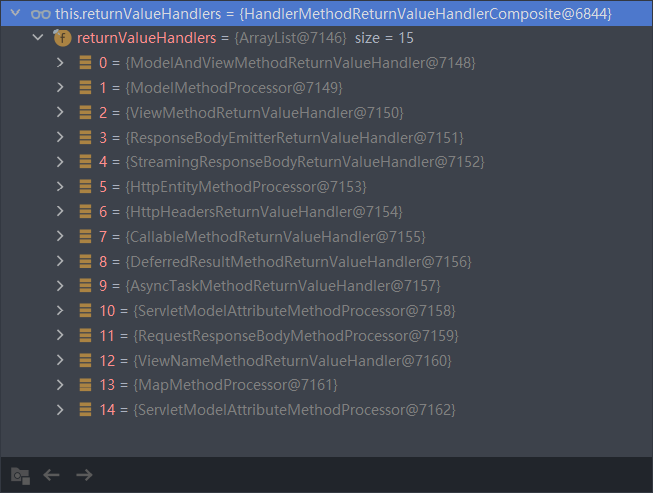 this.returnValueHandlers = {HandlerMethodReturnValueHandlerComposite@6844}
f returnValueHandlers = {ArrayList@7146} size = 15
0 = {ModelAndViewMethodReturnValueHandler@7148}
1 = {ModelMethodProcessor@7149}
2 = {ViewMethodReturnValueHandler@7150}
3 = {ResponseBodyEmitterReturnValueHandler@7151}
4 = {StreamingResponseBodyReturnValueHandler@7152}
5 = {HttpEntityMethodProcessor@7153}
6 = {HttpHeadersReturnValueHandler@7154}
7 = {CallableMethodReturnValueHandler@7155}
8 = {DeferredResultMethodReturnValueHandler@7156}
9 = {AsyncTaskMethodReturnValueHandler@7157}
10 = {ServletModelAttributeMethodProcessor@7158}
11 = {RequestResponseBodyMethodProcessor@7159}
12 = {ViewNameMethodReturnValueHandler@7160}
13 = {MapMethodProcessor@7161}
14 = {ServletModelAttributeMethodProcessor@7162}